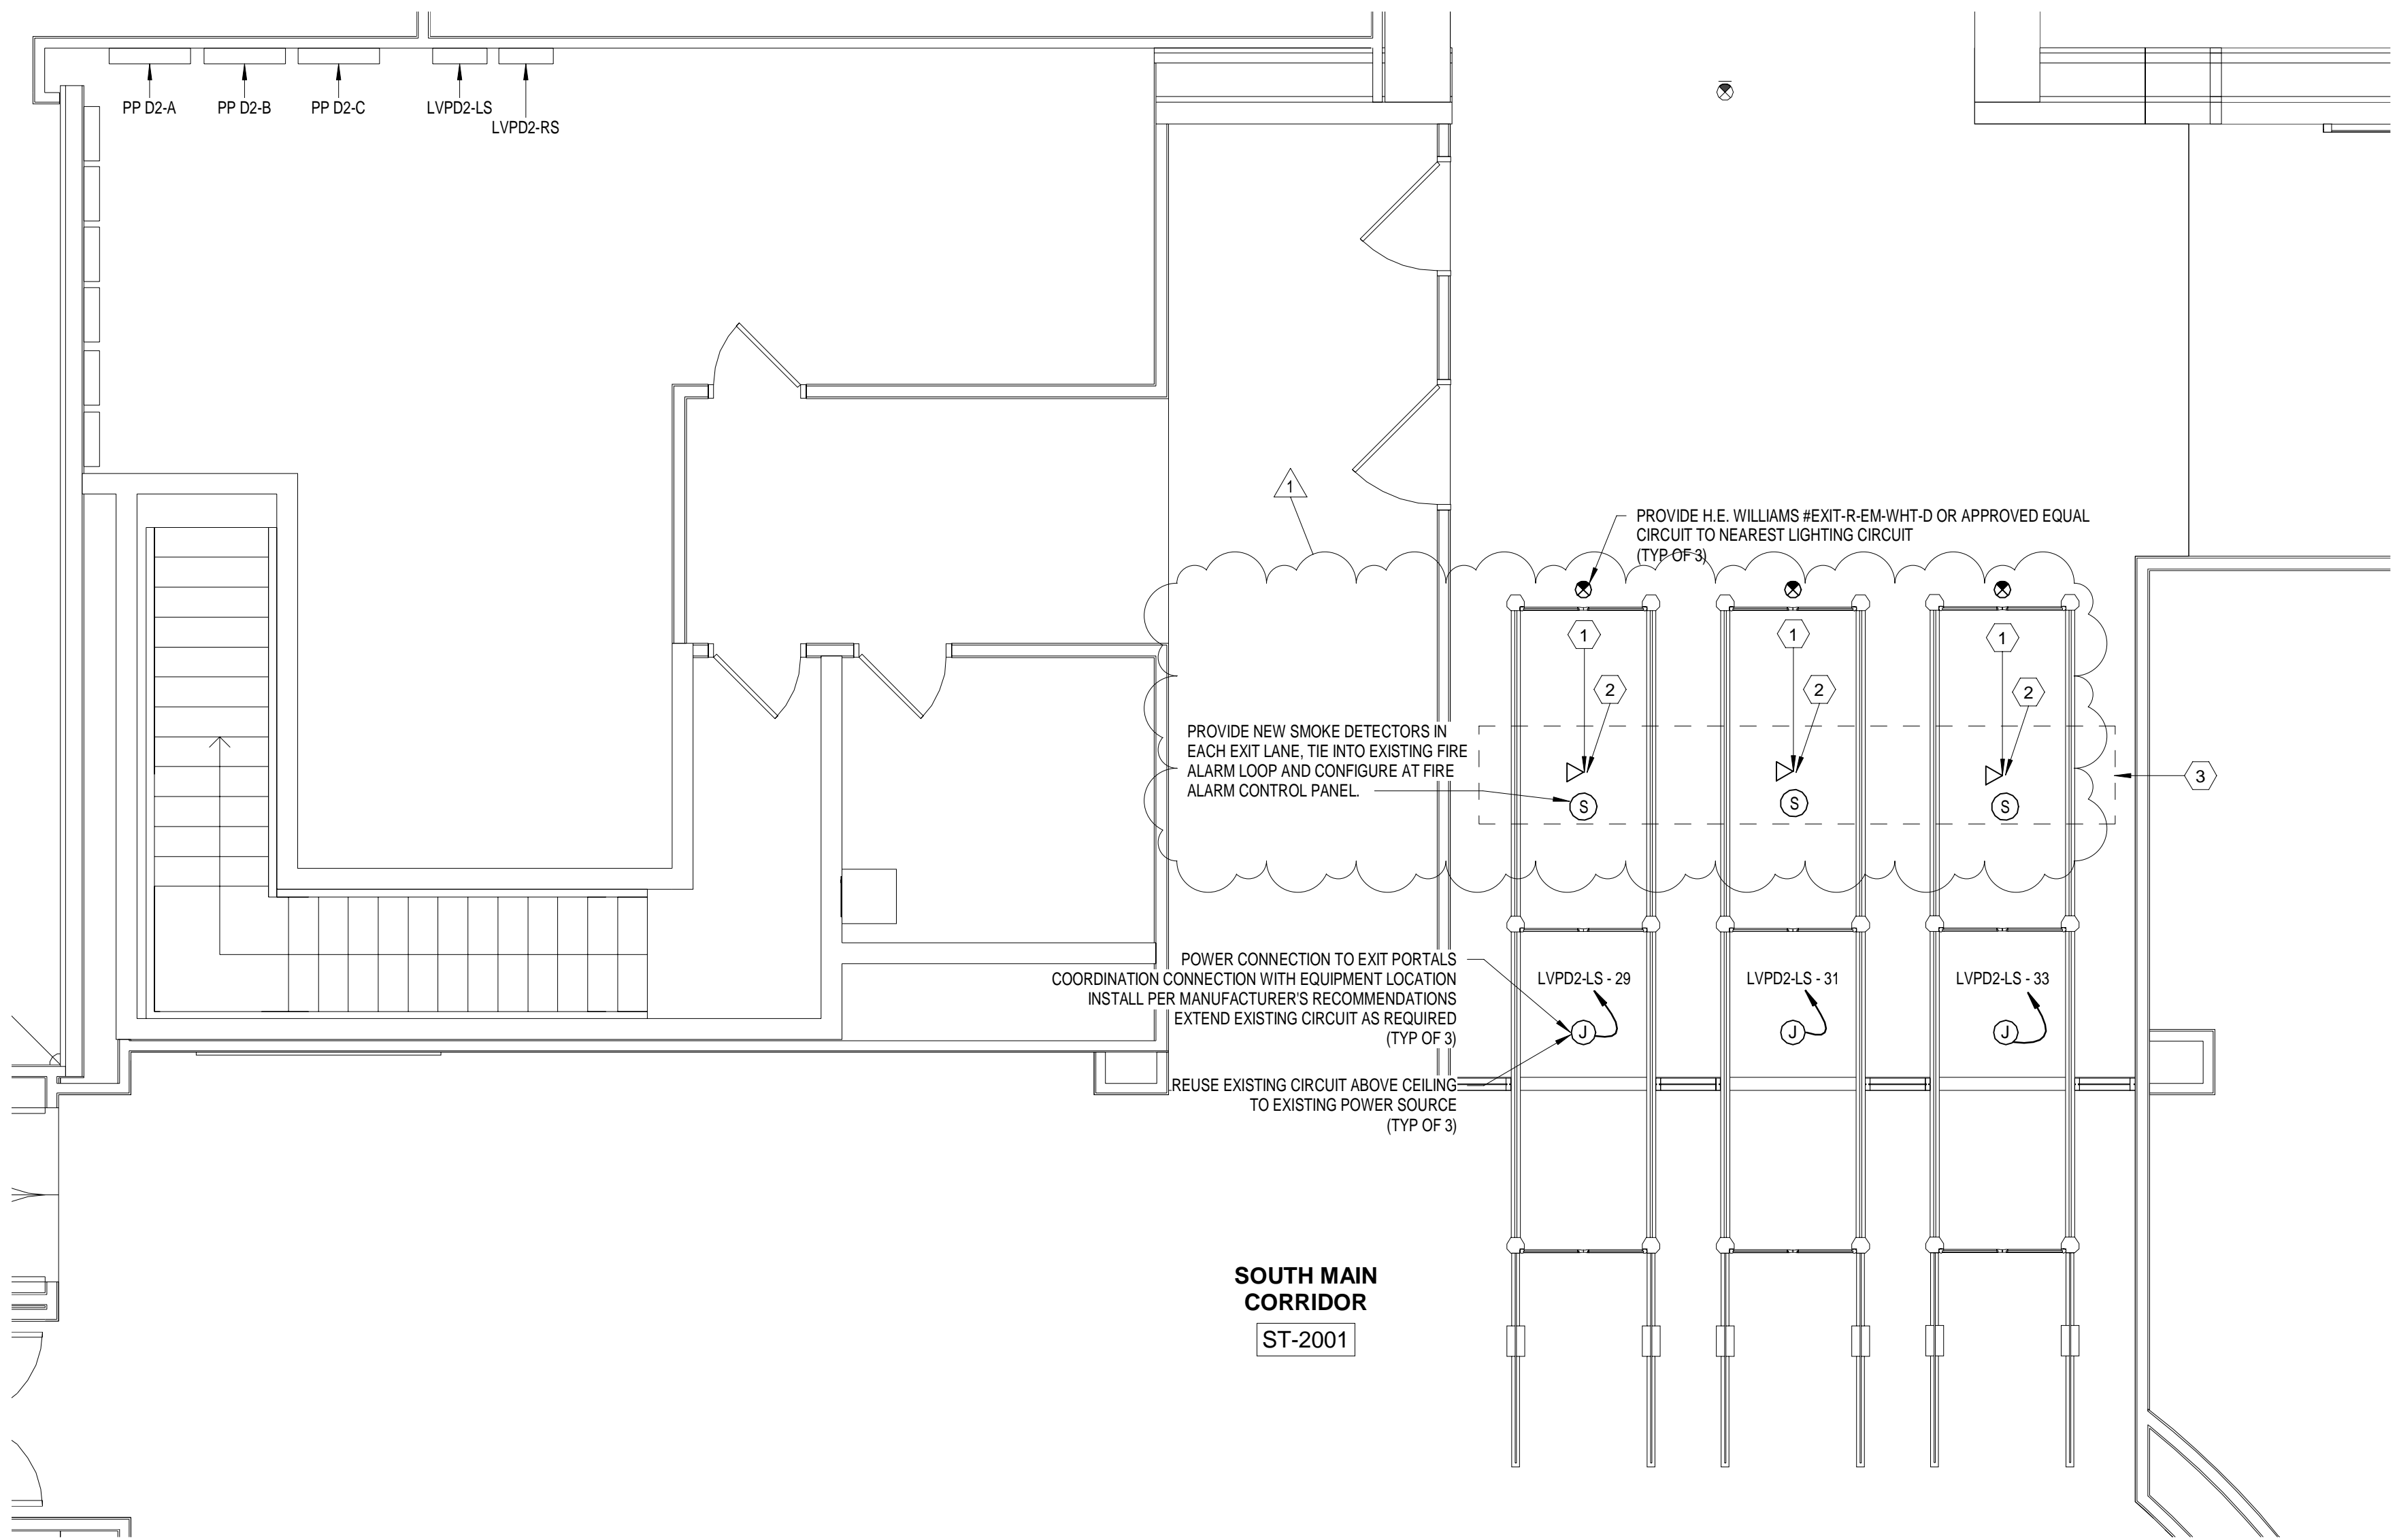 PP D2-A
PP D2-B
PP D2-C
LVPD2-LS
LVPD2-RS
1
PROVIDE H.E. WILLIAMS #EXIT-R-EM-WHT-D OR APPROVED EQUAL
CIRCUIT TO NEAREST LIGHTING CIRCUIT
(TYP OF 3)
1
1
1
2
2
2
PROVIDE NEW SMOKE DETECTORS IN
EACH EXIT LANE, TIE INTO EXISTING FIRE
ALARM LOOP AND CONFIGURE AT FIRE
ALARM CONTROL PANEL.
3
S
S
S
POWER CONNECTION TO EXIT PORTALS
COORDINATION CONNECTION WITH EQUIPMENT LOCATION
INSTALL PER MANUFACTURER'S RECOMMENDATIONS
EXTEND EXISTING CIRCUIT AS REQUIRED
(TYP OF 3)
LVPD2-LS - 29
LVPD2-LS - 31
LVPD2-LS - 33
J
J
J
REUSE EXISTING CIRCUIT ABOVE CEILING
TO EXISTING POWER SOURCE
(TYP OF 3)
SOUTH MAIN
CORRIDOR
ST-2001